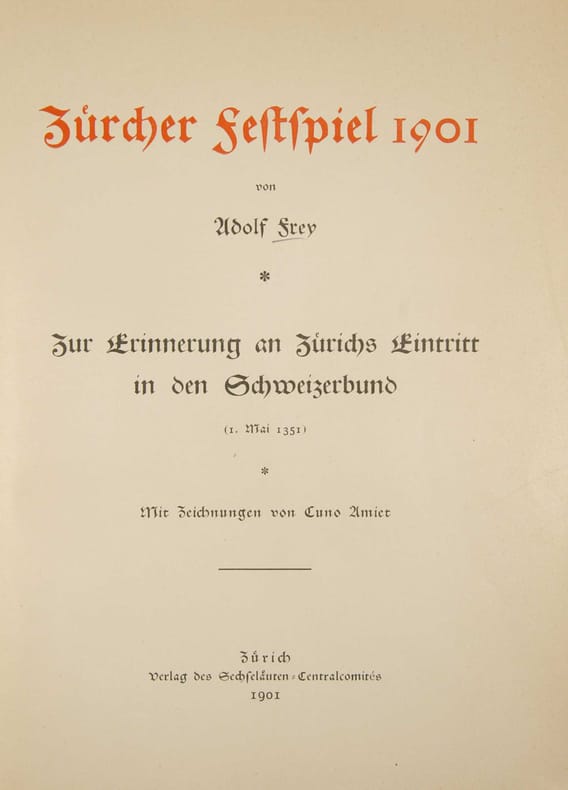 Zürcher Festspiel 1901
von
Adolf Frey
*
Zur Erinnerung an Zürichs Eintritt
in den Schweizerbund
(1. Mai 1351)
*
Mit Zeichnungen von Cuno Amiet
Zürich
Verlag des Sechseläuten-Centralcomités
1901